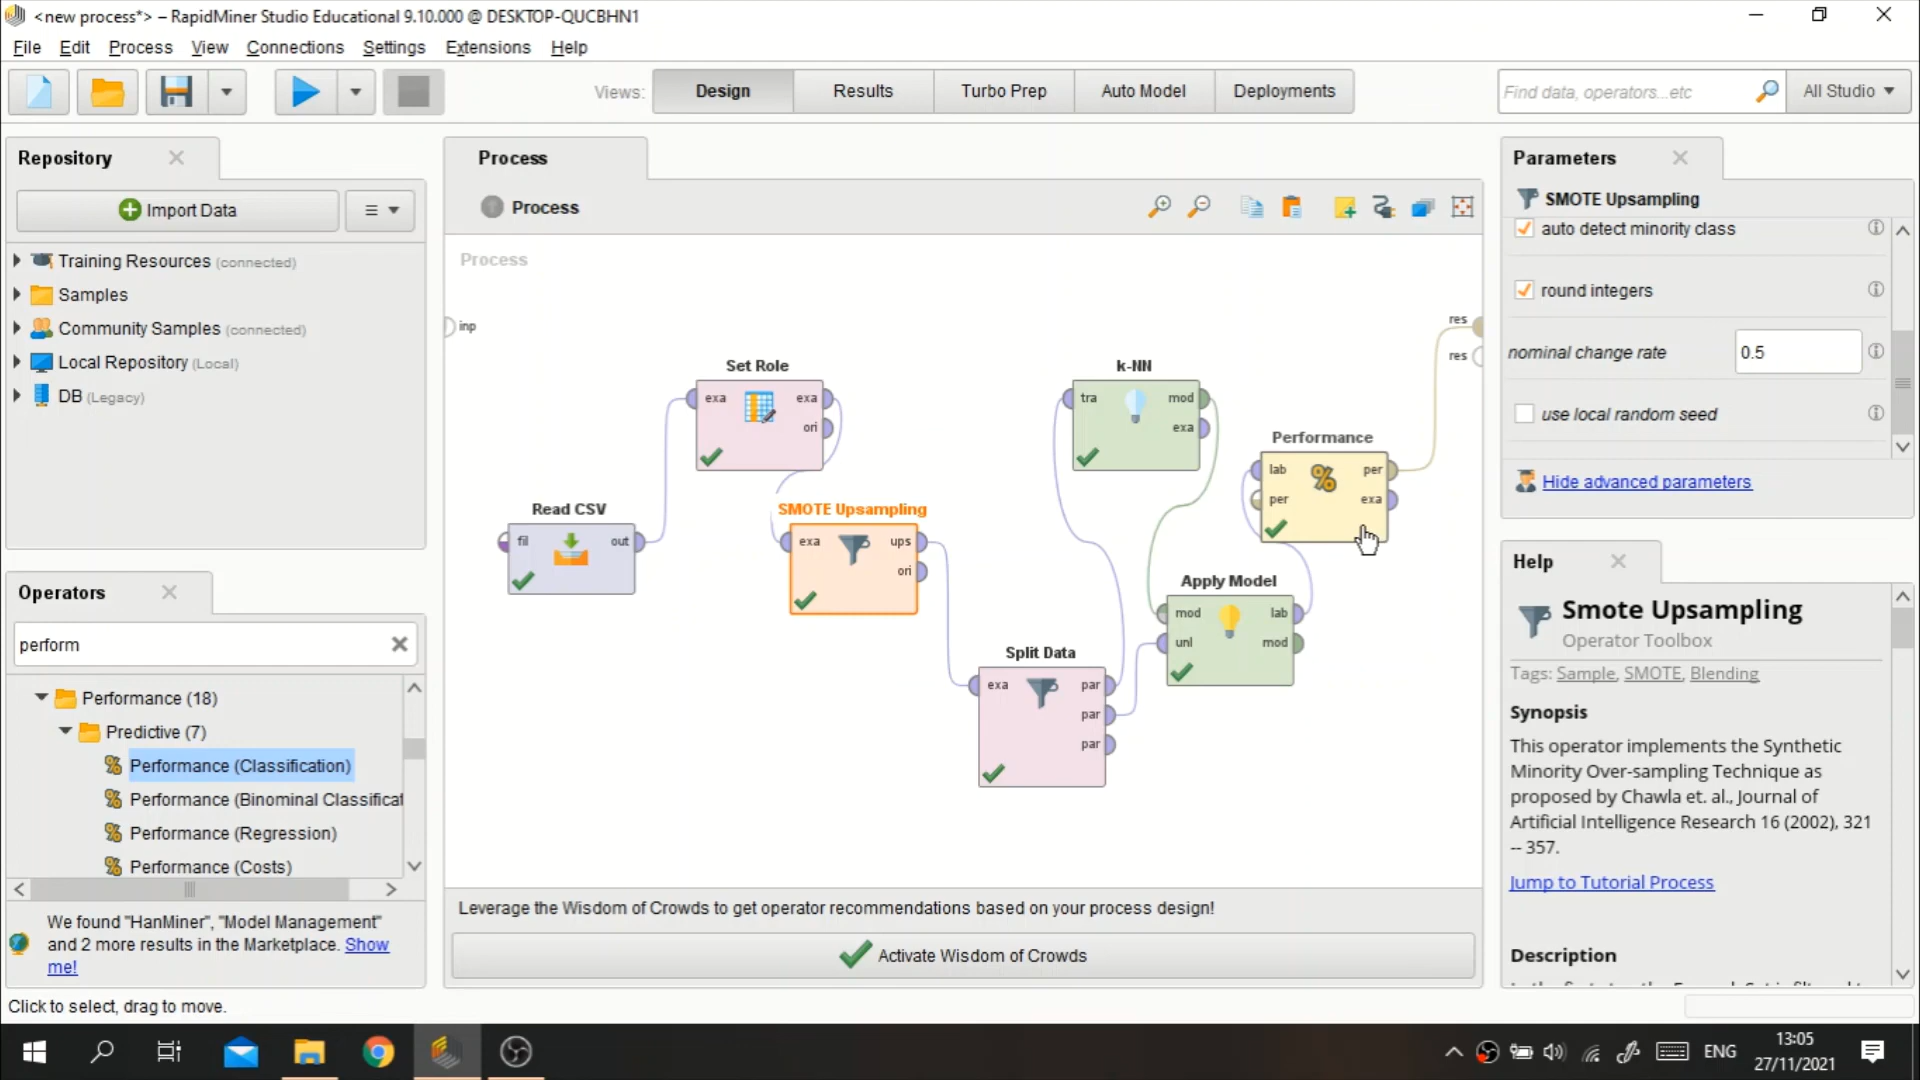 <new process*> – RapidMiner Studio Educational 9.10.000 @ DESKTOP-QUCBHN1
File Edit Process View Connections Settings Extensions Help
Views: Design Results Turbo Prep Auto Model Deployments
Find data, operators...etc
All Studio
Repository
Import Data
Training Resources (connected)
Samples
Community Samples (connected)
Local Repository (Local)
DB (Legacy)
Operators
perform
Performance (18)
Predictive (7)
Performance (Classification)
Performance (Binominal Classificat
Performance (Regression)
Performance (Costs)
We found "HanMiner", "Model Management"
and 2 more results in the Marketplace. Show
me!
Process
Process
Process
inp
res
res
Read CSV
fil out
Set Role
exa exa
ori
SMOTE Upsampling
exa ups
ori
Split Data
exa par
par
par
k-NN
tra mod
exa
Apply Model
mod lab
unl mod
Performance
lab per
per exa
Leverage the Wisdom of Crowds to get operator recommendations based on your process design!
Activate Wisdom of Crowds
Parameters
SMOTE Upsampling
auto detect minority class
round integers
nominal change rate 0.5
use local random seed
Hide advanced parameters
Help
Smote Upsampling
Operator Toolbox
Tags: Sample, SMOTE, Blending
Synopsis
This operator implements the Synthetic
Minority Over-sampling Technique as
proposed by Chawla et. al., Journal of
Artificial Intelligence Research 16 (2002), 321
-- 357.
Jump to Tutorial Process
Description
Click to select, drag to move.
ENG
13:05
27/11/2021